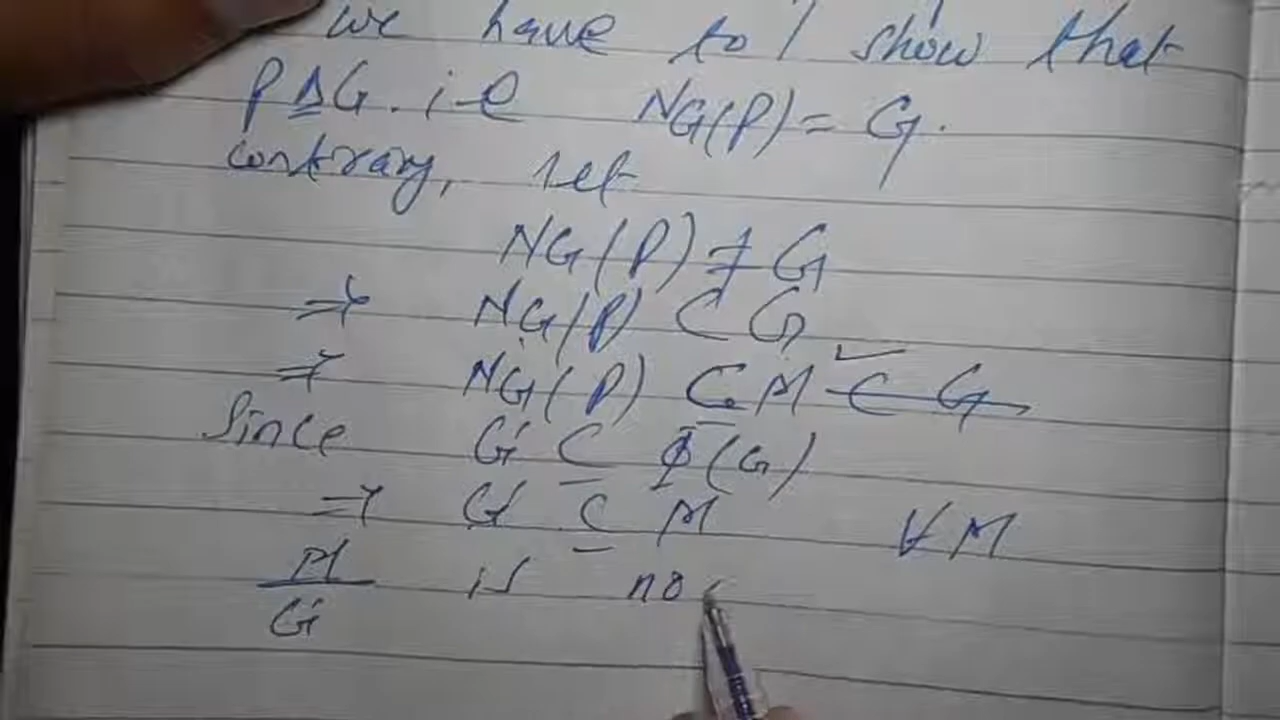 we have to show that
P ⊴ G. i-e NG(P) = G.
contrary, let
NG(P) ≠ G
⇒ NG(P) ⊂ G
⇒ NG(P) ⊆ M ⊂ G
Since G' ⊆ Φ(G)
⇒ G' ⊆ M ∀ M
M/G' is no